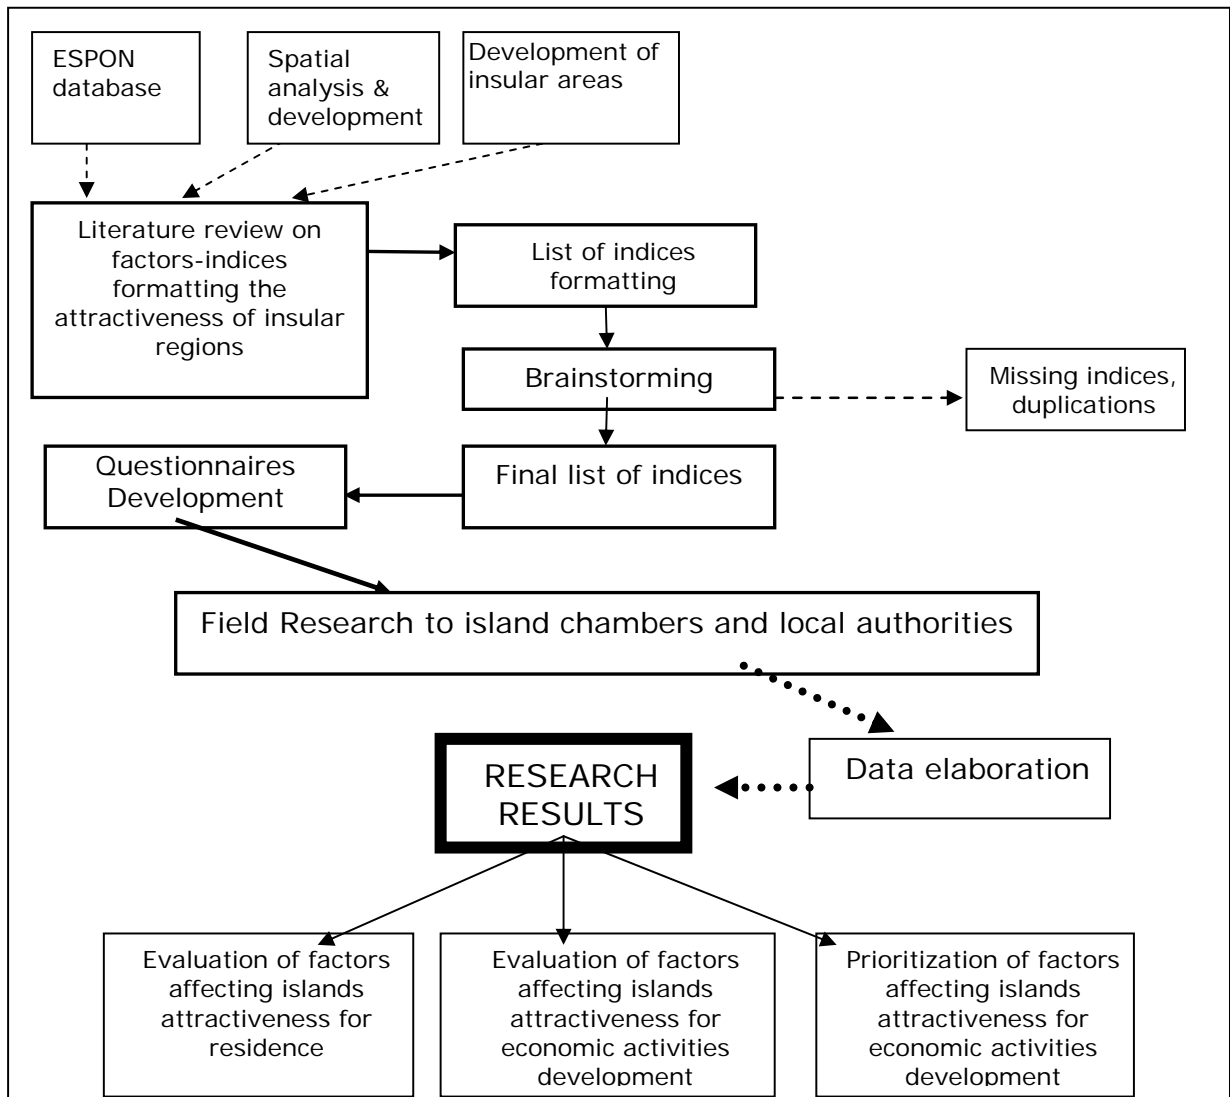 ESPON
database
Spatial
analysis &
development
Development of
insular areas
Literature review on
factors-indices
formatting the
attractiveness of insular
regions
List of indices
formatting
Brainstorming
Missing indices,
duplications
Final list of indices
Questionnaires
Development
Field Research to island chambers and local authorities
Data elaboration
RESEARCH
RESULTS
Evaluation of factors
affecting islands
attractiveness for
residence
Evaluation of factors
affecting islands
attractiveness for
economic activities
development
Prioritization of factors
affecting islands
attractiveness for
economic activities
development